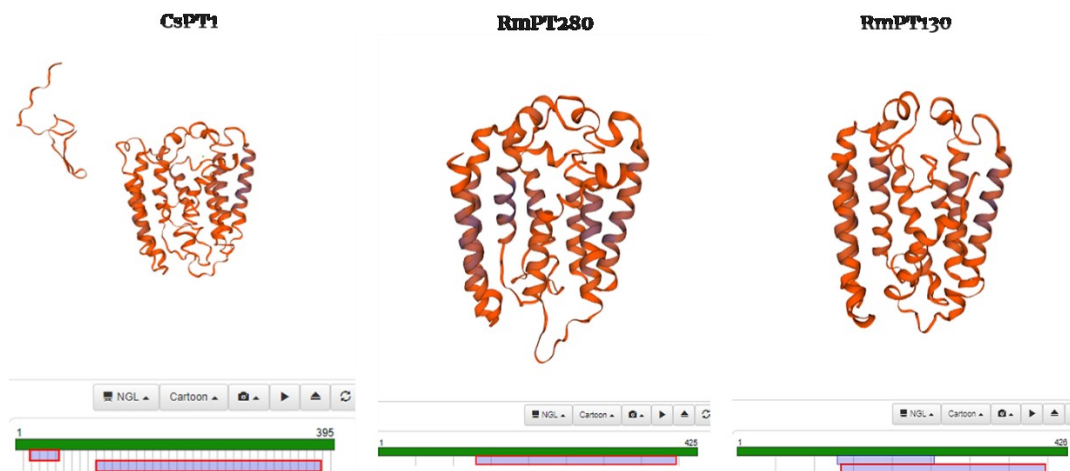 CsPT1
RmPT280
RmPT130
NGL
Cartoon
NGL
Cartoon
NGL
Cartoon
1 395
1 425
1 426